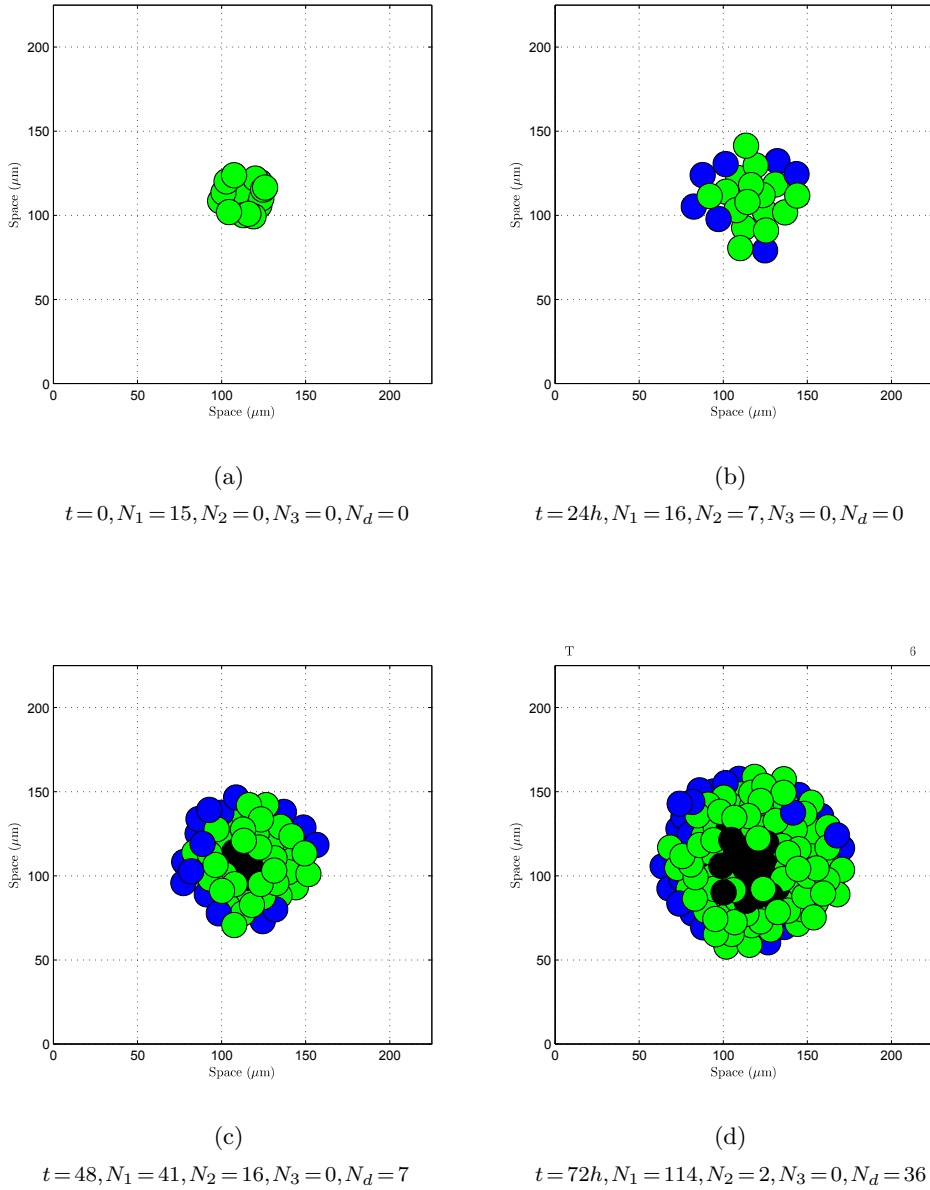 200
150
100
50
0
0 50 100 150 200
Space (μm)
Space (μm)
200
150
100
50
0
0 50 100 150 200
Space (μm)
Space (μm)
(a)
(b)
t=0, N₁=15, N₂=0, N₃=0, N_d=0
t=24h, N₁=16, N₂=7, N₃=0, N_d=0
T 6
200
150
100
50
0
0 50 100 150 200
Space (μm)
Space (μm)
200
150
100
50
0
0 50 100 150 200
Space (μm)
Space (μm)
(c)
(d)
t=48, N₁=41, N₂=16, N₃=0, N_d=7
t=72h, N₁=114, N₂=2, N₃=0, N_d=36